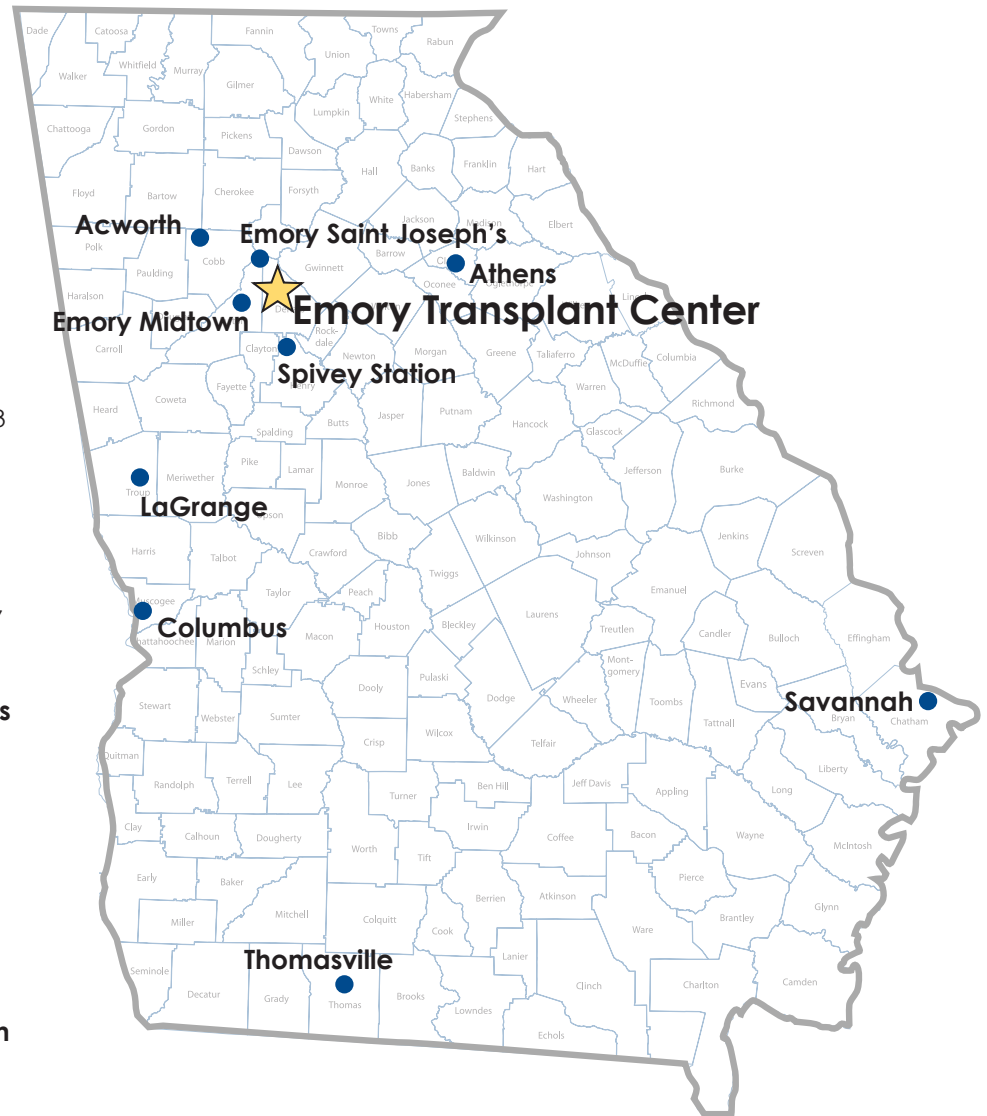 Dade
Catoosa
Fannin
Towns
Rabun
Whitfield
Murray
Union
Walker
Gilmer
White
Habersham
Lumpkin
Stephens
Chattooga
Gordon
Pickens
Dawson
Hall
Banks
Franklin
Hart
Floyd
Bartow
Cherokee
Forsyth
Jackson
Madison
Elbert
Acworth
Emory Saint Joseph's
Polk
Cobb
Gwinnett
Barrow
Athens
Paulding
Oconee
Haralson
Emory Transplant Center
Emory Midtown
Rock-
dale
Carroll
Clayton
Newton
Morgan
Greene
Taliaferro
McDuffie
Columbia
Spivey Station
Fayette
Warren
Heard
Coweta
Butts
Jasper
Putnam
Hancock
Richmond
Spalding
Glascock
Pike
Lamar
Meriwether
Monroe
Jones
Baldwin
Jefferson
Burke
Troup
Washington
LaGrange
Harris
Talbot
Crawford
Bibb
Wilkinson
Johnson
Jenkins
Screven
Twiggs
Taylor
Peach
Emanuel
Columbus
Chattahoochee
Marion
Macon
Houston
Bleckley
Laurens
Treutlen
Candler
Bulloch
Effingham
Schley
Dooly
Pulaski
Dodge
Wheeler
Mont-
gomery
Toombs
Evans
Stewart
Webster
Sumter
Tattnall
Savannah
Bryan
Chatham
Crisp
Wilcox
Telfair
Quitman
Randolph
Terrell
Lee
Turner
Ben Hill
Jeff Davis
Appling
Long
Liberty
Clay
Calhoun
Dougherty
Worth
Tift
Irwin
Coffee
Bacon
Wayne
McIntosh
Early
Baker
Mitchell
Colquitt
Berrien
Atkinson
Pierce
Brantley
Glynn
Miller
Cook
Ware
Thomasville
Lanier
Seminole
Decatur
Grady
Thomas
Brooks
Lowndes
Clinch
Charlton
Camden
Echols